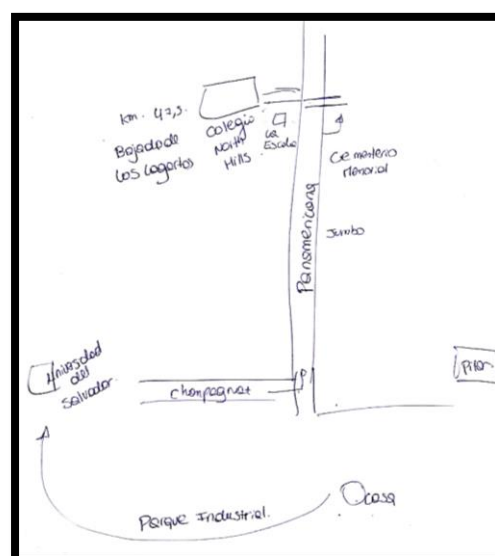 Km. 47,5.
Bajada de
Los Lagartos
Colegio
North
Hills
La
Escala
Cementerio
Memorial
Panamericana
Jumbo
Universidad
del
Salvador
Champagnat
Pilar
casa
Parque Industrial.